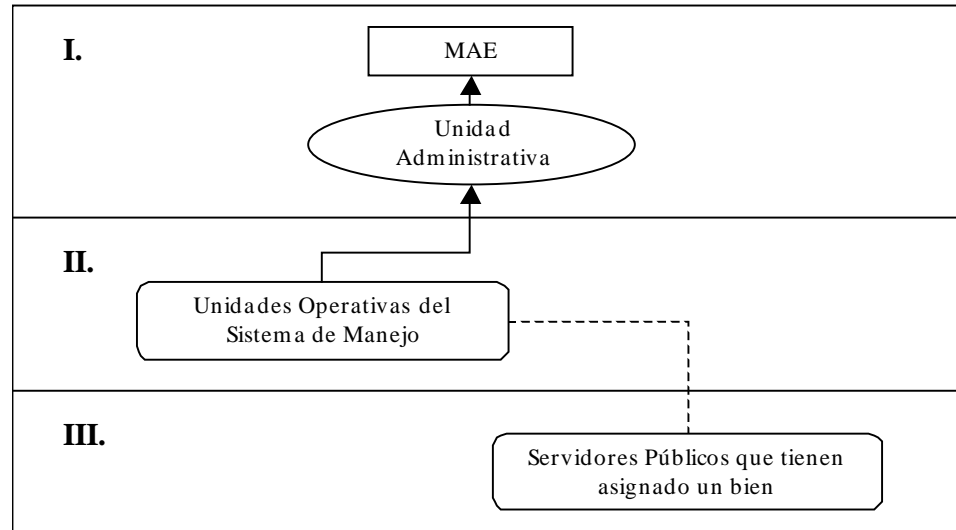 I.
MAE
Unidad
Administrativa
II.
Unidades Operativas del
Sistema de Manejo
III.
Servidores Públicos que tienen
asignado un bien